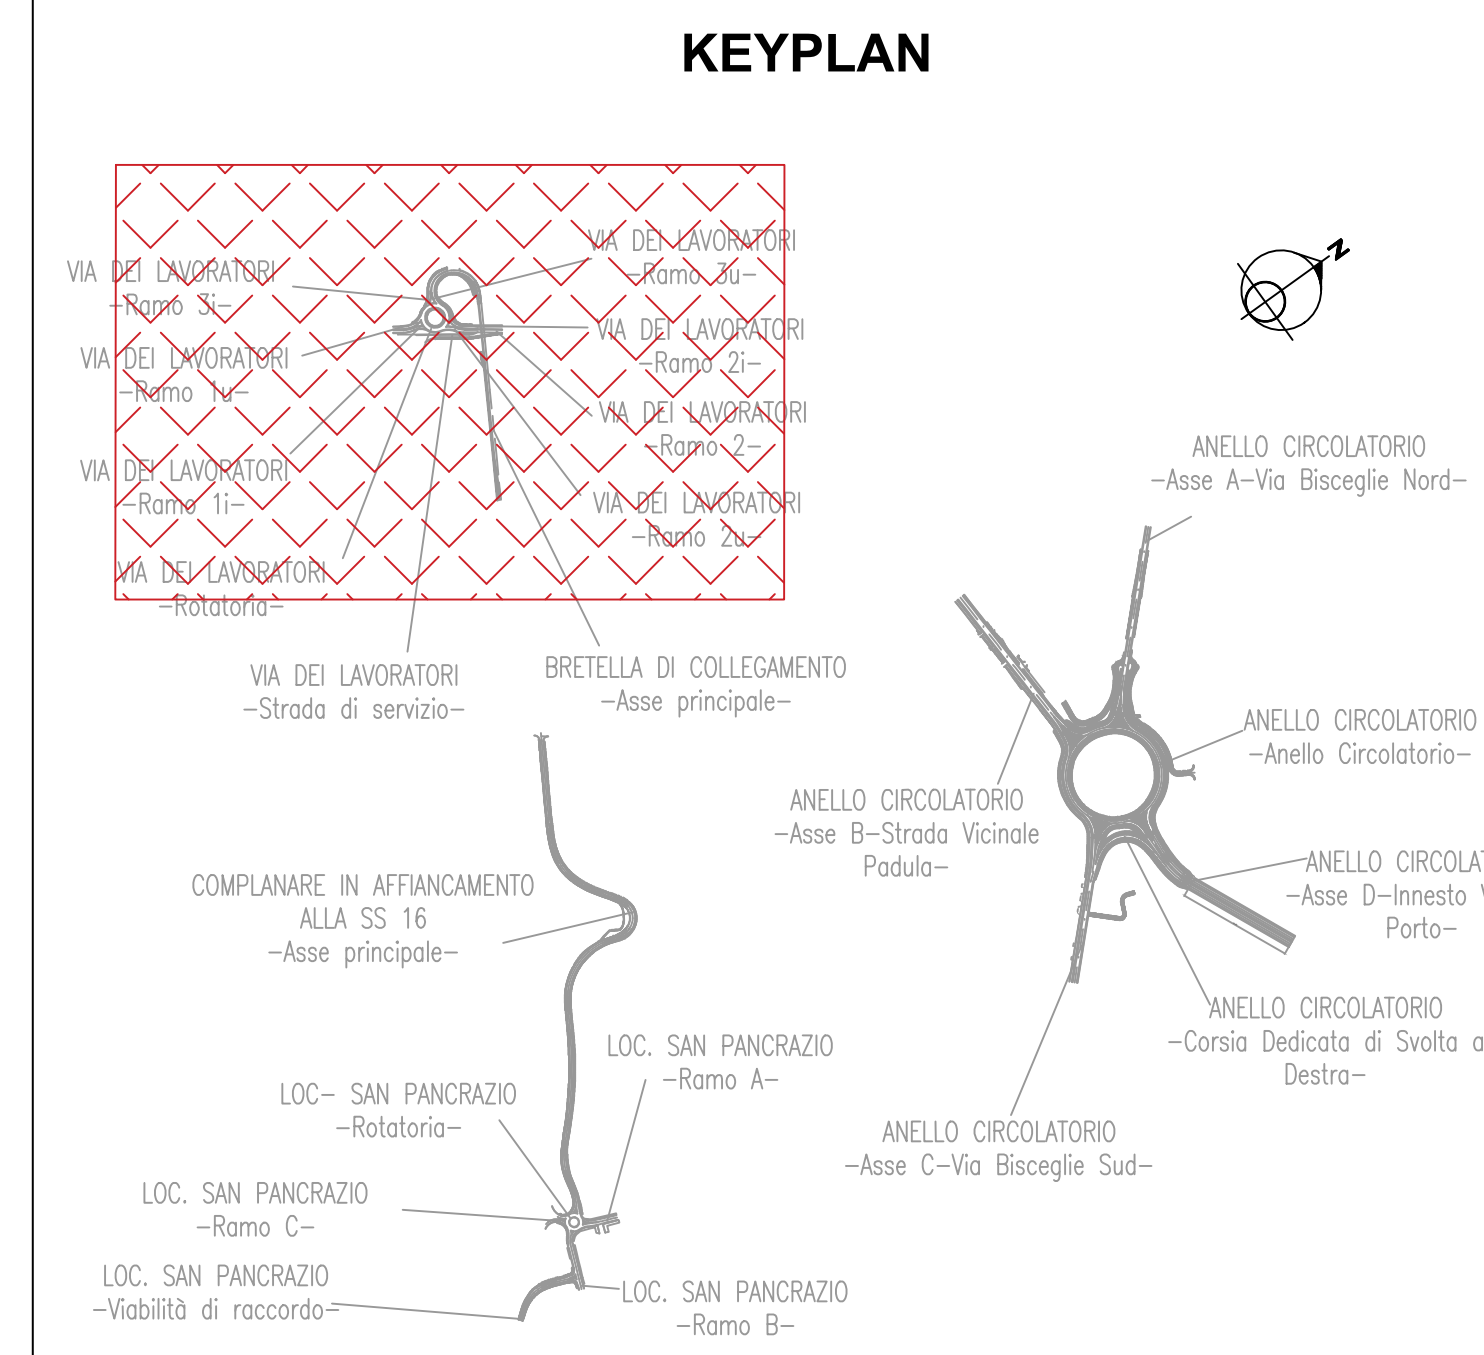 KEYPLAN
VIA DEI LAVORATORI
-Ramo 3u-
VIA DEI LAVORATORI
-Ramo 3i-
VIA DEI LAVORATORI
-Ramo 2i-
VIA DEI LAVORATORI
-Ramo 1u-
VIA DEI LAVORATORI
-Ramo 2-
VIA DEI LAVORATORI
-Ramo 1i-
VIA DEI LAVORATORI
-Ramo 2u-
VIA DEI LAVORATORI
-Rotatoria-
VIA DEI LAVORATORI
-Strada di servizio-
BRETELLA DI COLLEGAMENTO
-Asse principale-
N
ANELLO CIRCOLATORIO
-Asse A-Via Bisceglie Nord-
ANELLO CIRCOLATORIO
-Anello Circolatorio-
ANELLO CIRCOLATORIO
-Asse B-Strada Vicinale
Padula-
ANELLO CIRCOLAT
-Asse D-Innesto V
Porto-
ANELLO CIRCOLATORIO
-Corsia Dedicata di Svolta a
Destra-
ANELLO CIRCOLATORIO
-Asse C-Via Bisceglie Sud-
COMPLANARE IN AFFIANCAMENTO
ALLA SS 16
-Asse principale-
LOC. SAN PANCRAZIO
-Ramo A-
LOC- SAN PANCRAZIO
-Rotatoria-
LOC. SAN PANCRAZIO
-Ramo C-
LOC. SAN PANCRAZIO
-Viabilità di raccordo-
LOC. SAN PANCRAZIO
-Ramo B-